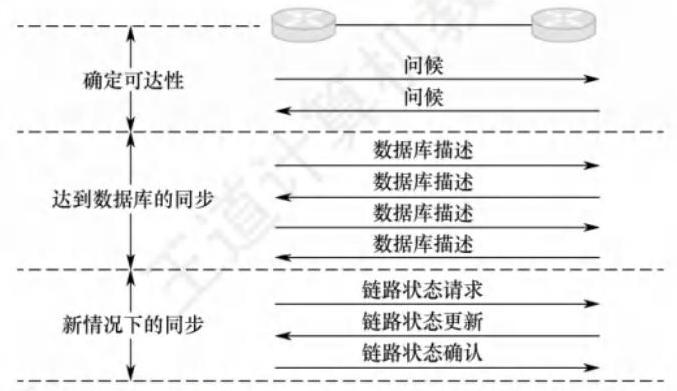 问候
确定可达性
问候
数据库描述
数据库描述
达到数据库的同步
数据库描述
数据库描述
链路状态请求
新情况下的同步
链路状态更新
链路状态确认
王道计算机教